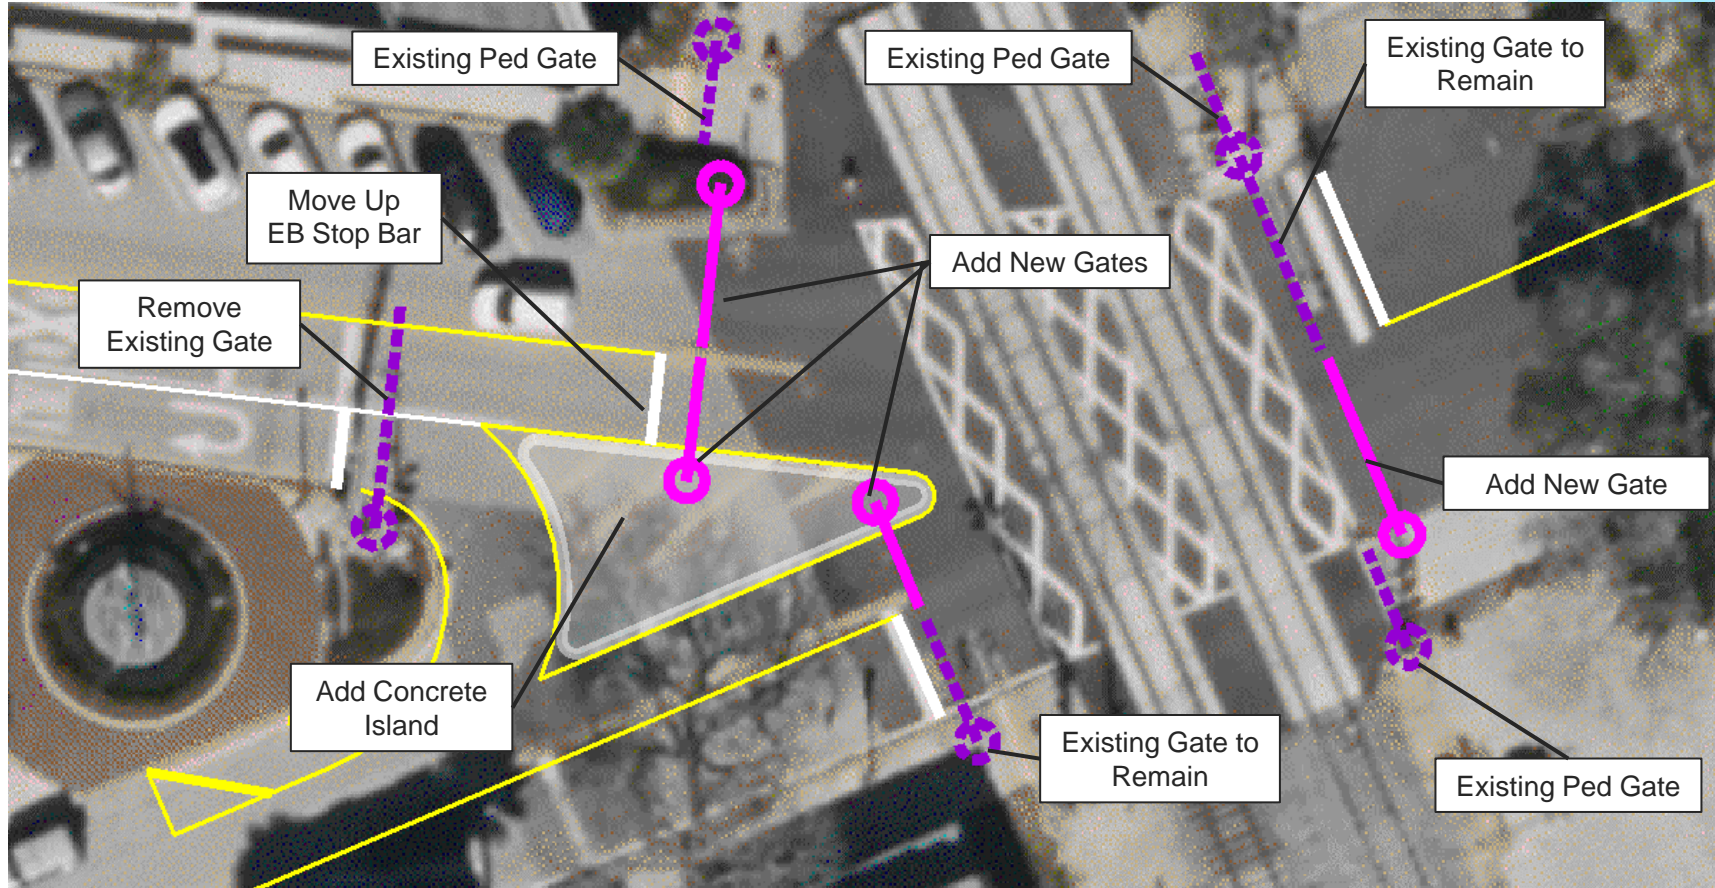 Existing Ped Gate
Existing Ped Gate
Existing Gate to
Remain
Move Up
EB Stop Bar
Add New Gates
Remove
Existing Gate
Add New Gate
Add Concrete
Island
Existing Gate to
Remain
Existing Ped Gate